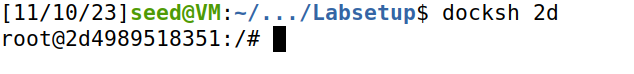 [11/10/23]seed@VM:~/.../Labsetup$ docksh 2d
root@2d4989518351:/#